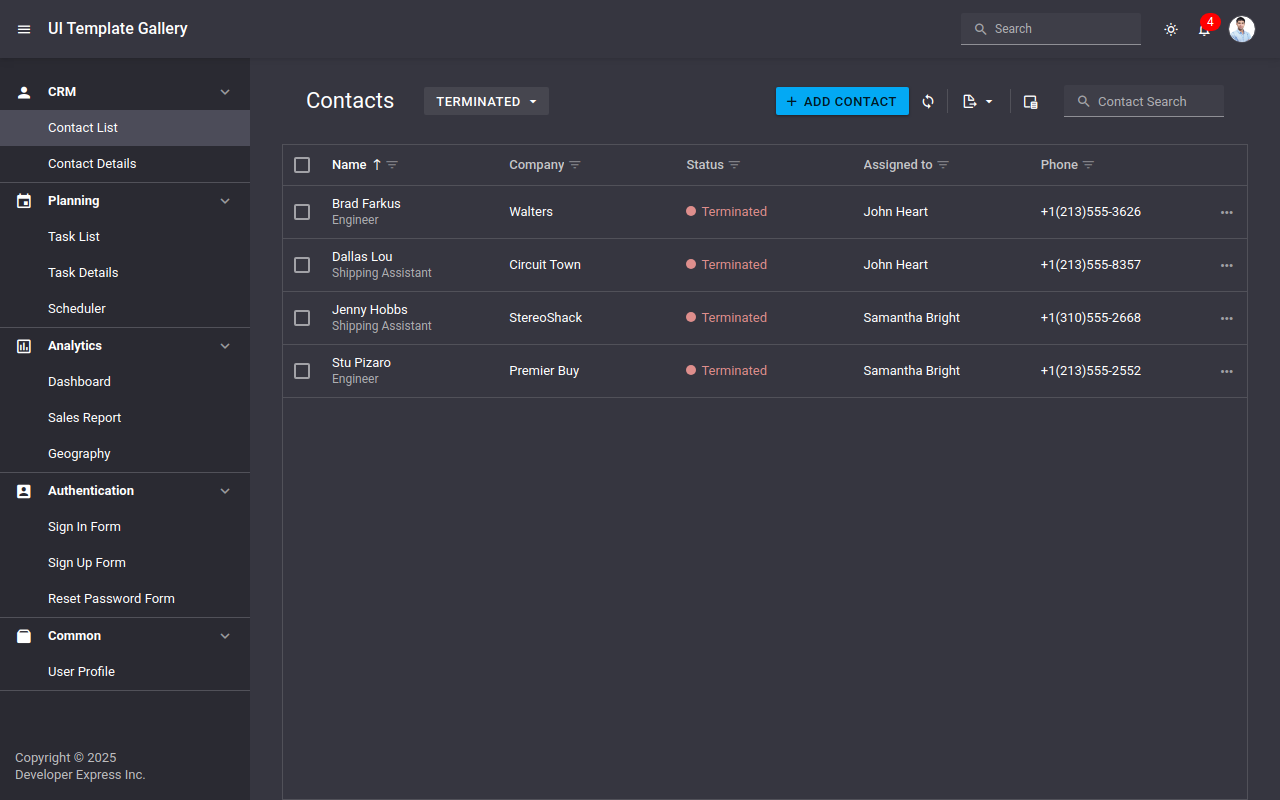 UI Template Gallery
Search
4
CRM
Contact List
Contact Details
Planning
Task List
Task Details
Scheduler
Analytics
Dashboard
Sales Report
Geography
Authentication
Sign In Form
Sign Up Form
Reset Password Form
Common
User Profile
Copyright © 2025
Developer Express Inc.
Contacts
TERMINATED
ADD CONTACT
Contact Search
Name Company Status Assigned to Phone
Brad Farkus
Engineer
Walters Terminated John Heart +1(213)555-3626
Dallas Lou
Shipping Assistant
Circuit Town Terminated John Heart +1(213)555-8357
Jenny Hobbs
Shipping Assistant
StereoShack Terminated Samantha Bright +1(310)555-2668
Stu Pizaro
Engineer
Premier Buy Terminated Samantha Bright +1(213)555-2552